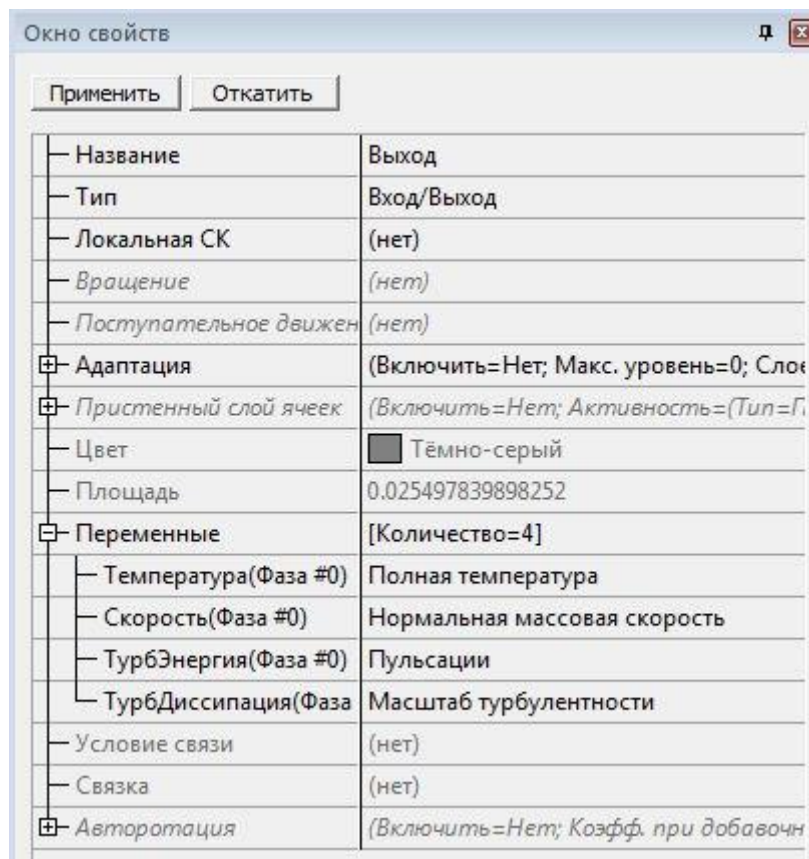 Окно свойств
Применить Откатить
Название Выход
Тип Вход/Выход
Локальная СК (нет)
Вращение (нет)
Поступательное движен (нет)
Адаптация (Включить=Нет; Макс. уровень=0; Слое
Пристенный слой ячеек (Включить=Нет; Активность=(Тип=Г
Цвет Тёмно-серый
Площадь 0.025497839898252
Переменные [Количество=4]
Температура(Фаза #0) Полная температура
Скорость(Фаза #0) Нормальная массовая скорость
ТурбЭнергия(Фаза #0) Пульсации
ТурбДиссипация(Фаза Масштаб турбулентности
Условие связи (нет)
Связка (нет)
Авторотация (Включить=Нет; Коэфф. при добавочн